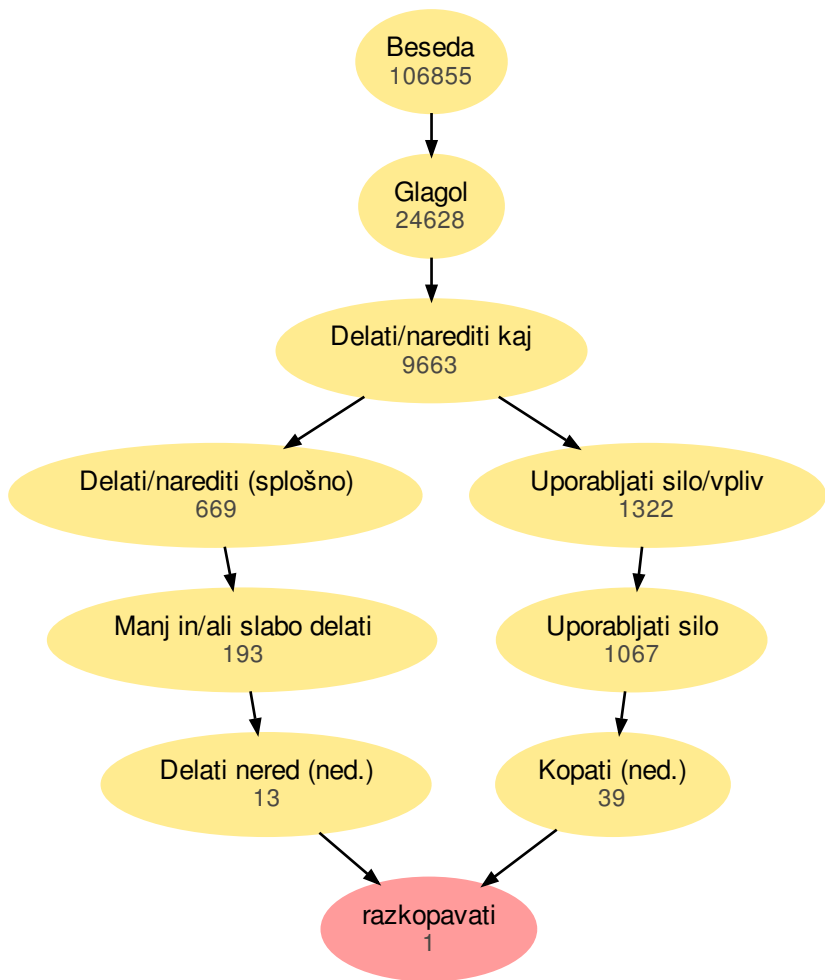 Beseda
106855
Glagol
24628
Delati/narediti kaj
9663
Delati/narediti (splošno)
669
Uporabljati silo/vpliv
1322
Manj in/ali slabo delati
193
Uporabljati silo
1067
Delati nered (ned.)
13
Kopati (ned.)
39
razkopavati
1